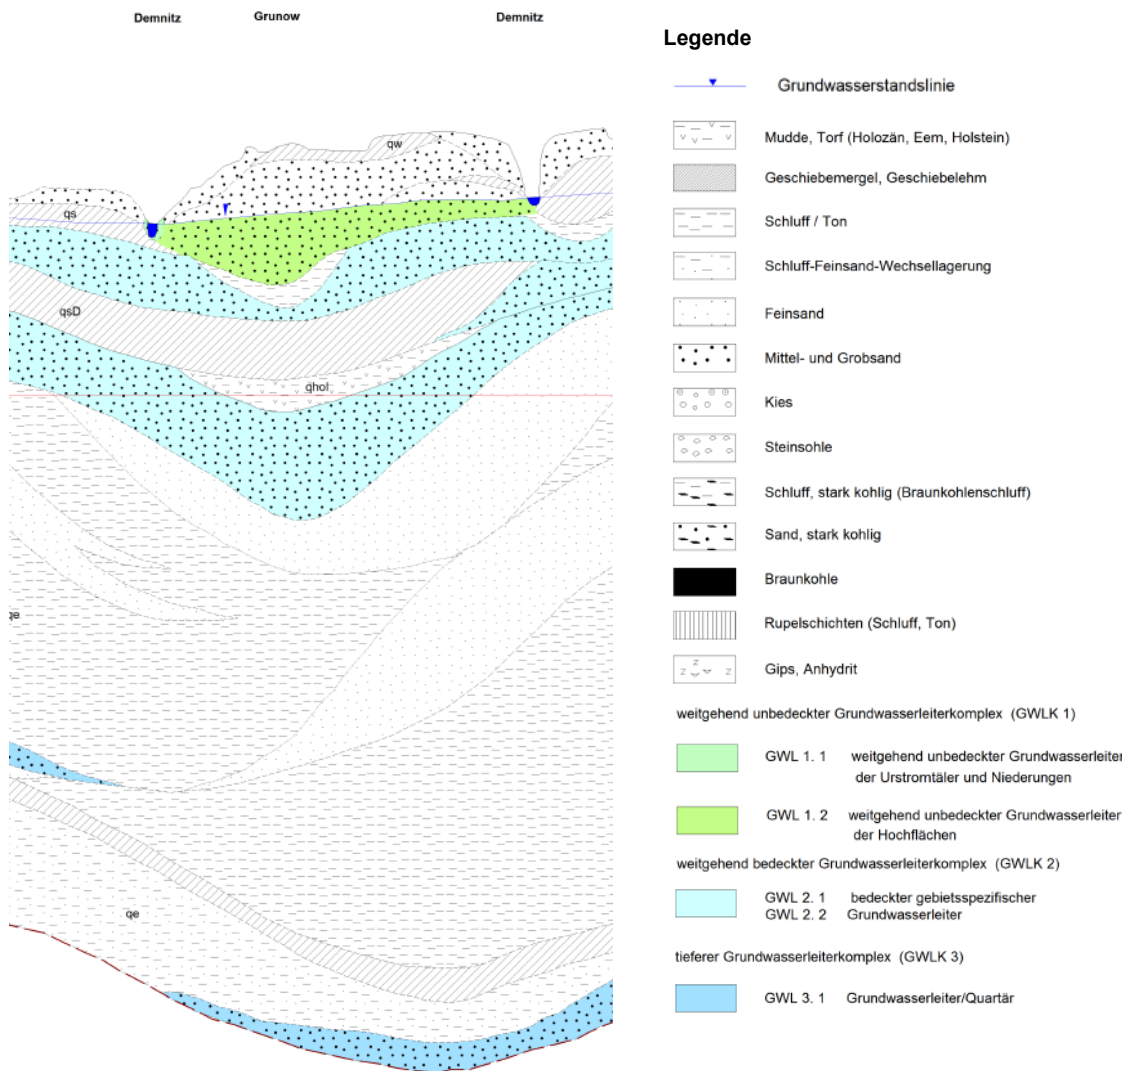 Demnitz Grunow Demnitz
qw
qs
qsD
qhol
qe
qe
Legende
Grundwasserstandslinie
Mudde, Torf (Holozän, Eem, Holstein)
Geschiebemergel, Geschiebelehm
Schluff / Ton
Schluff-Feinsand-Wechsellagerung
Feinsand
Mittel- und Grobsand
Kies
Steinsohle
Schluff, stark kohlig (Braunkohlenschluff)
Sand, stark kohlig
Braunkohle
Rupelschichten (Schluff, Ton)
Gips, Anhydrit
weitgehend unbedeckter Grundwasserleiterkomplex (GWLK 1)
GWL 1. 1 weitgehend unbedeckter Grundwasserleiter
der Urstromtäler und Niederungen
GWL 1. 2 weitgehend unbedeckter Grundwasserleiter
der Hochflächen
weitgehend bedeckter Grundwasserleiterkomplex (GWLK 2)
GWL 2. 1 bedeckter gebietsspezifischer
GWL 2. 2 Grundwasserleiter
tieferer Grundwasserleiterkomplex (GWLK 3)
GWL 3. 1 Grundwasserleiter/Quartär